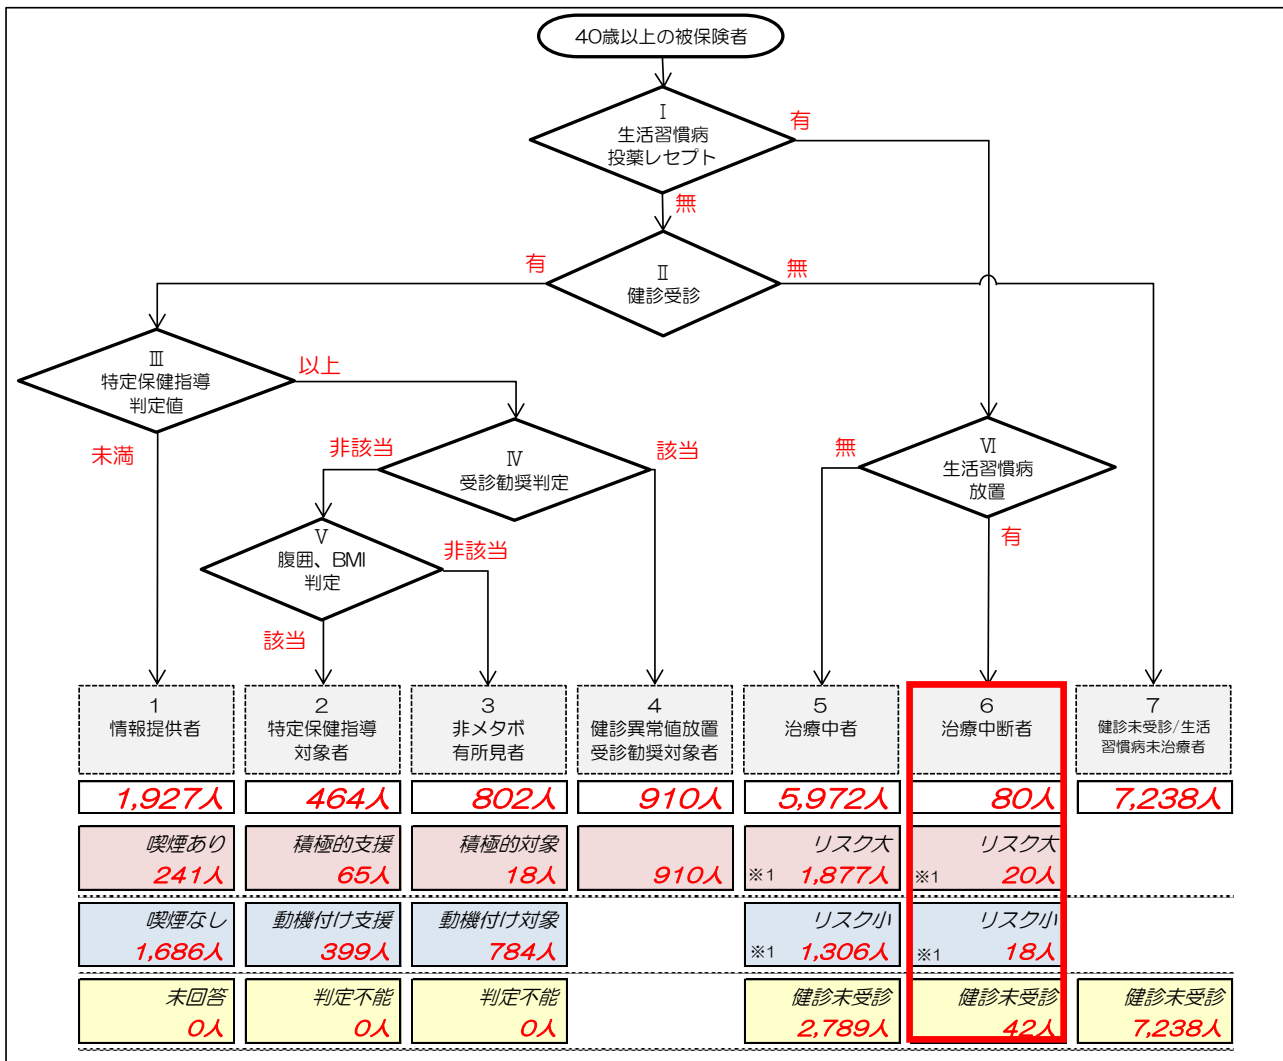 40歳以上の被保険者
Ⅰ
生活習慣病
投薬レセプト
有
無
Ⅱ
健診受診
有
無
Ⅲ
特定保健指導
判定値
以上
未満
Ⅳ
受診勧奨判定
非該当
該当
Ⅵ
生活習慣病
放置
無
有
Ⅴ
腹囲、BMI
判定
非該当
該当
1
情報提供者
2
特定保健指導
対象者
3
非メタボ
有所見者
4
健診異常値放置
受診勧奨対象者
5
治療中者
6
治療中断者
7
健診未受診/生活
習慣病未治療者
1,927人
464人
802人
910人
5,972人
80人
7,238人
喫煙あり
241人
積極的支援
65人
積極的対象
18人
910人
リスク大
※1 1,877人
リスク大
※1 20人
喫煙なし
1,686人
動機付け支援
399人
動機付け対象
784人
リスク小
※1 1,306人
リスク小
※1 18人
未回答
0人
判定不能
0人
判定不能
0人
健診未受診
2,789人
健診未受診
42人
健診未受診
7,238人